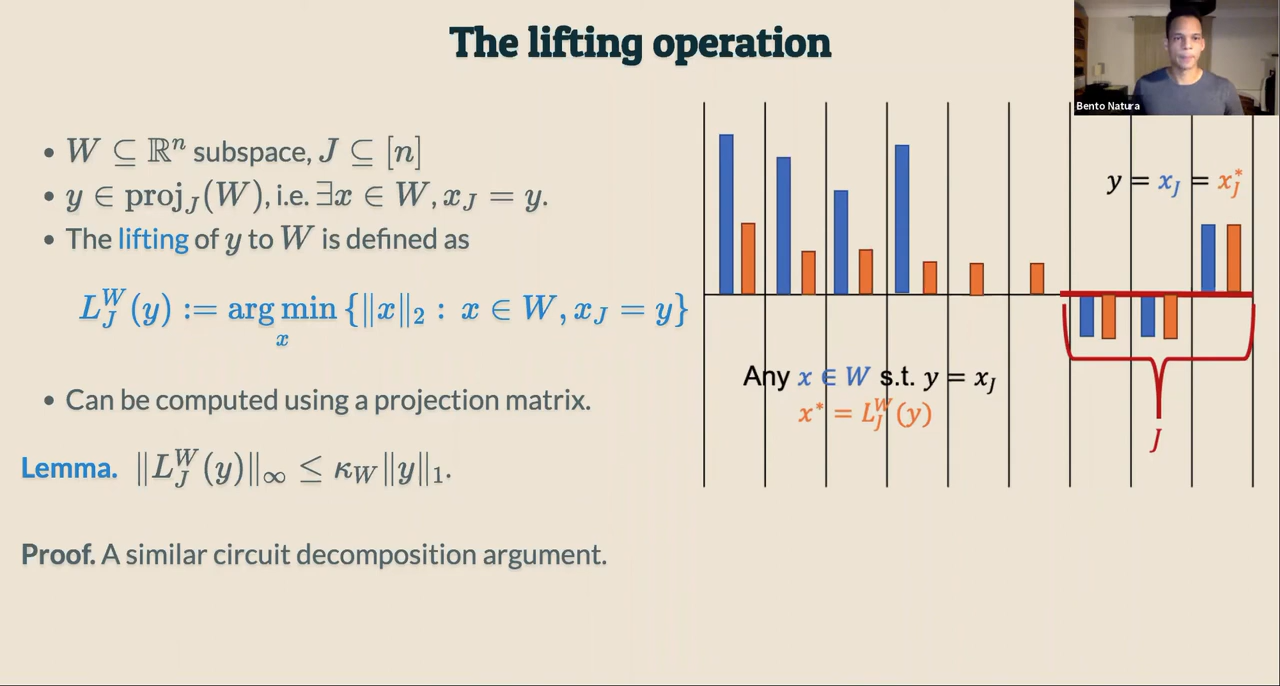 The lifting operation
Bento Natura
• W ⊆ ℝⁿ subspace, J ⊆ [n]
• y ∈ proj_J(W), i.e. ∃x ∈ W, x_J = y.
• The lifting of y to W is defined as
L_J^W(y) := arg min_x {‖x‖₂ : x ∈ W, x_J = y}
• Can be computed using a projection matrix.
Lemma. ‖L_J^W(y)‖_∞ ≤ κ_W‖y‖₁.
Proof. A similar circuit decomposition argument.
y = x_J = x_J^*
Any x ∈ W s.t. y = x_J
x^* = L_J^W(y)
J